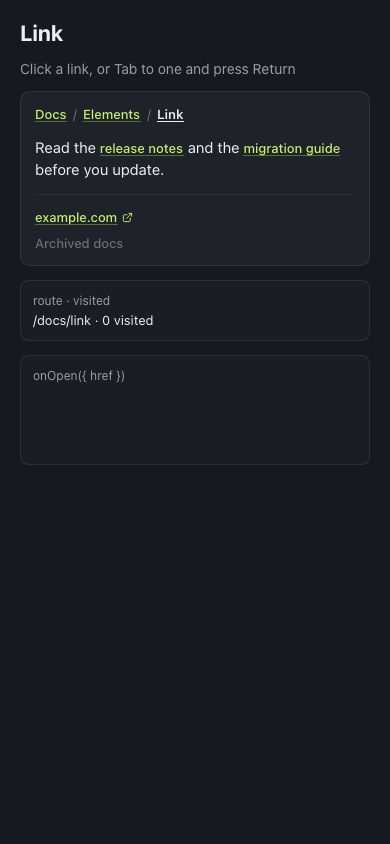 Link
Click a link, or Tab to one and press Return
Docs / Elements / Link
Read the release notes and the migration guide
before you update.
example.com
Archived docs
route · visited
/docs/link · 0 visited
onOpen({ href })